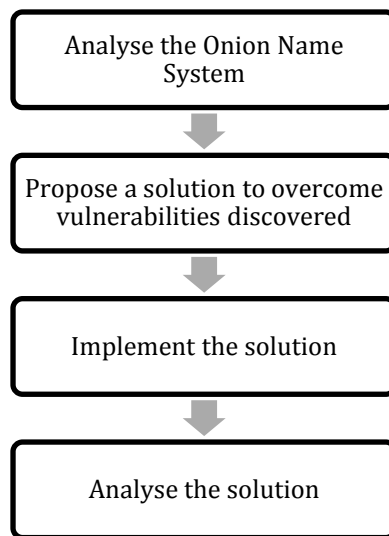 Analyse the Onion Name
System
Propose a solution to overcome
vulnerabilities discovered
Implement the solution
Analyse the solution